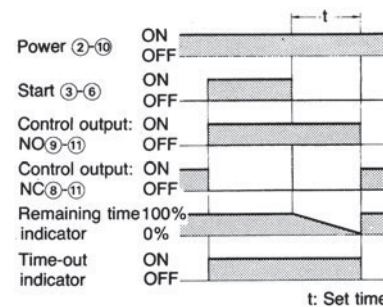 t
Power ②-⑩ ON
OFF
Start ③-⑥ ON
OFF
Control output: ON
NO⑨-⑪ OFF
Control output: ON
NC⑧-⑪ OFF
Remaining time 100%
indicator 0%
Time-out ON
indicator OFF
t: Set time